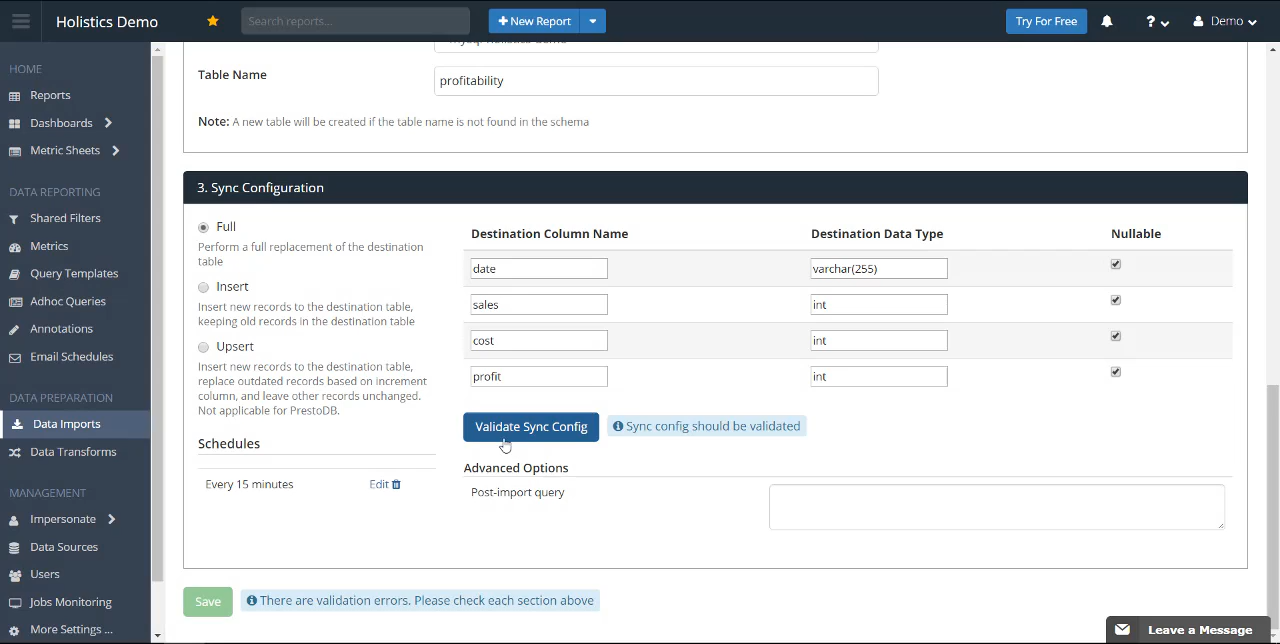 Holistics Demo
Search reports...
New Report
Try For Free
?
Demo
HOME
Reports
Dashboards
Metric Sheets
DATA REPORTING
Shared Filters
Metrics
Query Templates
Adhoc Queries
Annotations
Email Schedules
DATA PREPARATION
Data Imports
Data Transforms
MANAGEMENT
Impersonate
Data Sources
Users
Jobs Monitoring
More Settings ...
Table Name
profitability
Note: A new table will be created if the table name is not found in the schema
3. Sync Configuration
Full
Perform a full replacement of the destination
table
Insert
Insert new records to the destination table,
keeping old records in the destination table
Upsert
Insert new records to the destination table,
replace outdated records based on increment
column, and leave other records unchanged.
Not applicable for PrestoDB.
Schedules
Every 15 minutes Edit
Destination Column Name Destination Data Type Nullable
date varchar(255)
sales int
cost int
profit int
Validate Sync Config Sync config should be validated
Advanced Options
Post-import query
Save There are validation errors. Please check each section above
Leave a Message